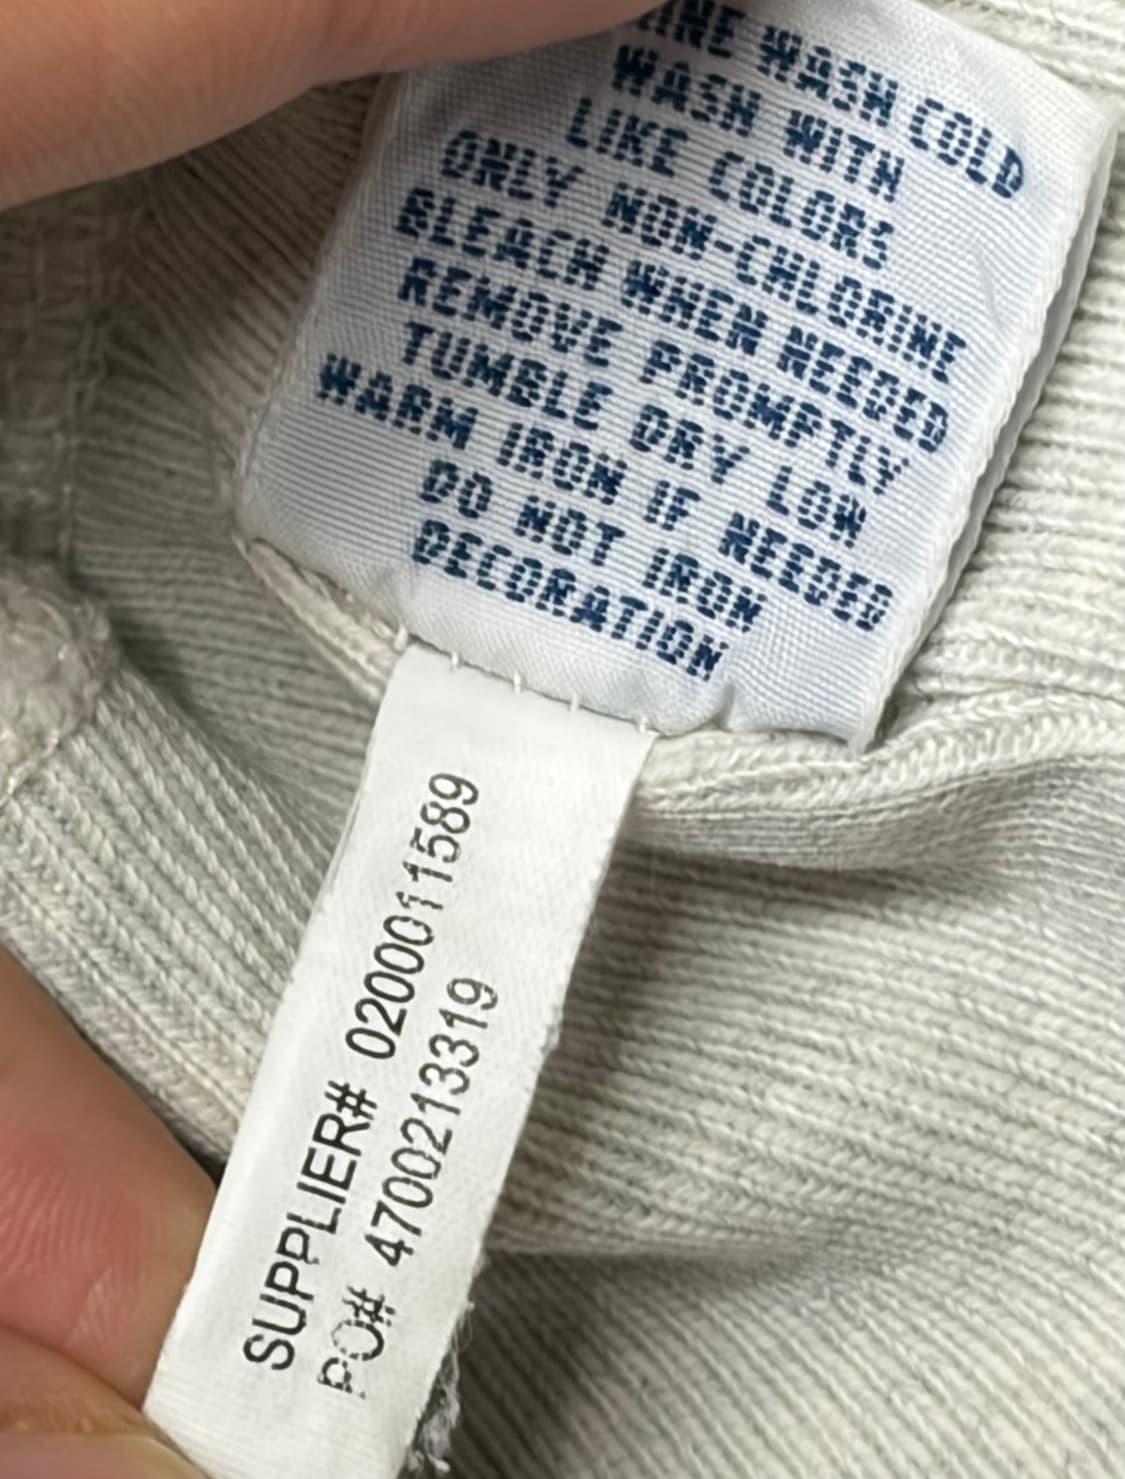 WASH COLD
WASH WITH
LIKE COLORS
ONLY NON-CHLORINE
BLEACH WHEN NEEDED
REMOVE PROMPTLY
TUMBLE DRY LOW
WARM IRON IF NEEDED
DO NOT IRON
DECORATION
SUPPLIER# 0200011589
PO# 4700213319